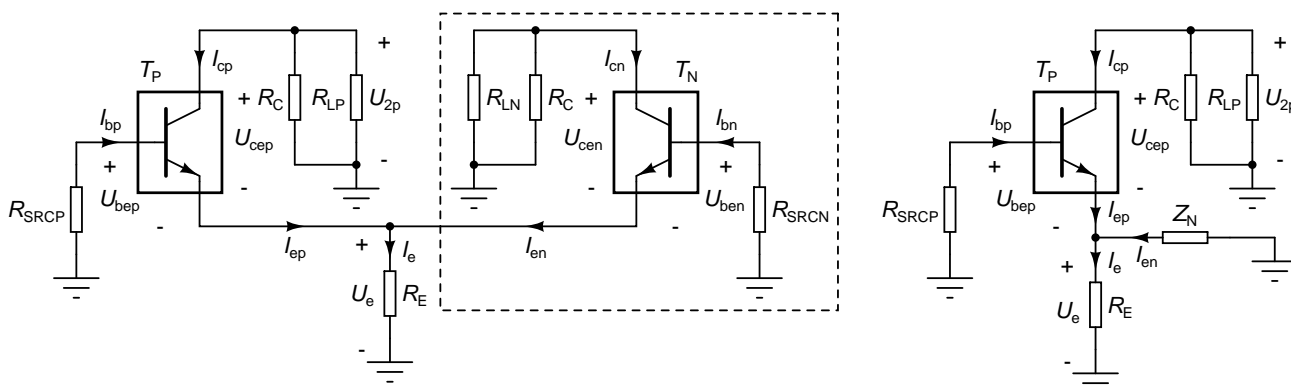 I_cp
I_cn
I_cp
T_P
T_N
T_P
+
+
+ R_C R_LP U_2p
R_LN R_C +
+ R_C R_LP U_2p
I_bp
I_bn
I_bp
U_cep
U_cen
U_cep
+
-
+
+
-
U_bep
-
-
U_ben
U_bep
-
R_SRCP
R_SRCN
R_SRCP
I_ep
Z_N
-
-
-
I_ep
+
I_e
I_en
+
I_e
I_en
U_e R_E
U_e R_E
-
-